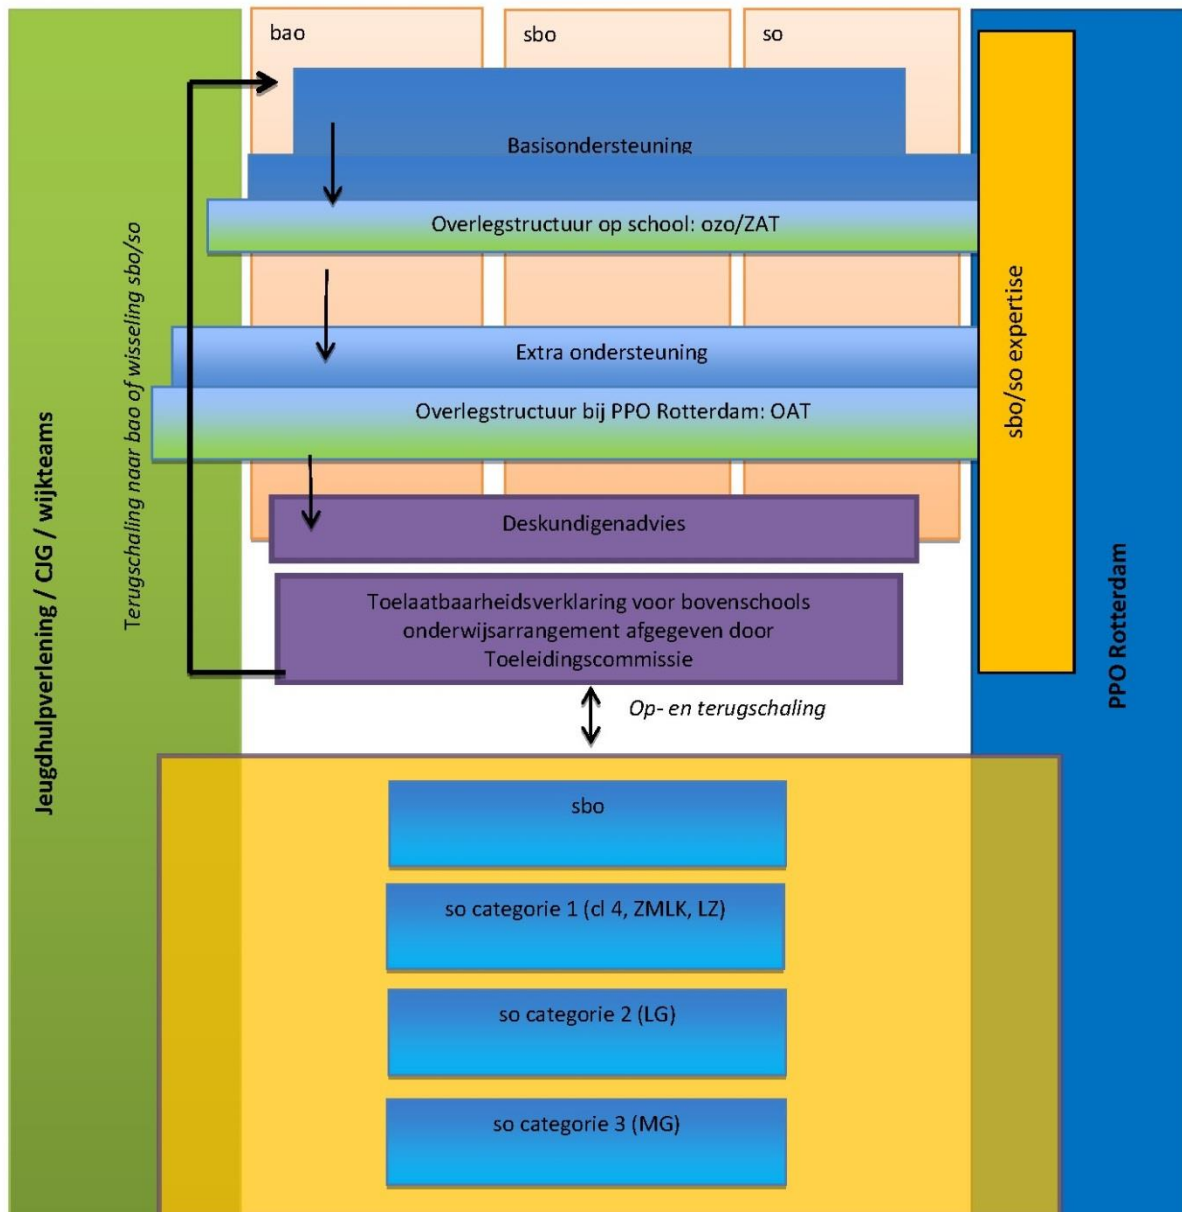 bao
sbo
so
Basisondersteuning
Overlegstructuur op school: ozo/ZAT
Extra ondersteuning
Overlegstructuur bij PPO Rotterdam: OAT
Deskundigenadvies
Toelaatbaarheidsverklaring voor bovenschools
onderwijsarrangement afgegeven door
Toeleidingscommissie
Op- en terugschaling
sbo
so categorie 1 (cl 4, ZMLK, LZ)
so categorie 2 (LG)
so categorie 3 (MG)
Jeugdhulpverlening / CJG / wijkteams
Terugschaling naar bao of wisseling sbo/so
sbo/so expertise
PPO Rotterdam